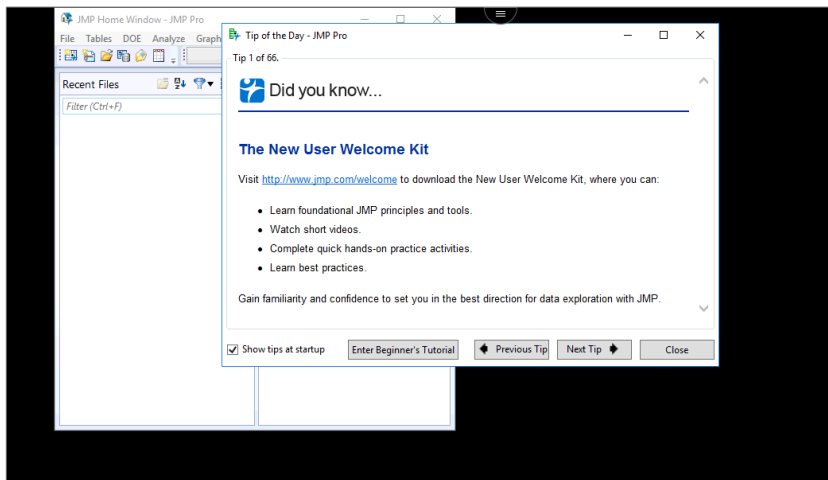 JMP Home Window - JMP Pro
File Tables DOE Analyze Graph
Recent Files
Filter (Ctrl+F)
Tip of the Day - JMP Pro
Tip 1 of 66.
Did you know...
The New User Welcome Kit
Visit http://www.jmp.com/welcome to download the New User Welcome Kit, where you can:
• Learn foundational JMP principles and tools.
• Watch short videos.
• Complete quick hands-on practice activities.
• Learn best practices.
Gain familiarity and confidence to set you in the best direction for data exploration with JMP.
Show tips at startup
Enter Beginner's Tutorial
Previous Tip
Next Tip
Close